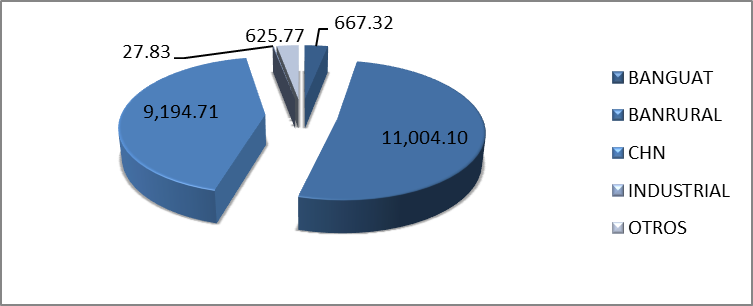 667.32
625.77
27.83
9,194.71
11,004.10
BANGUAT
BANRURAL
CHN
INDUSTRIAL
OTROS